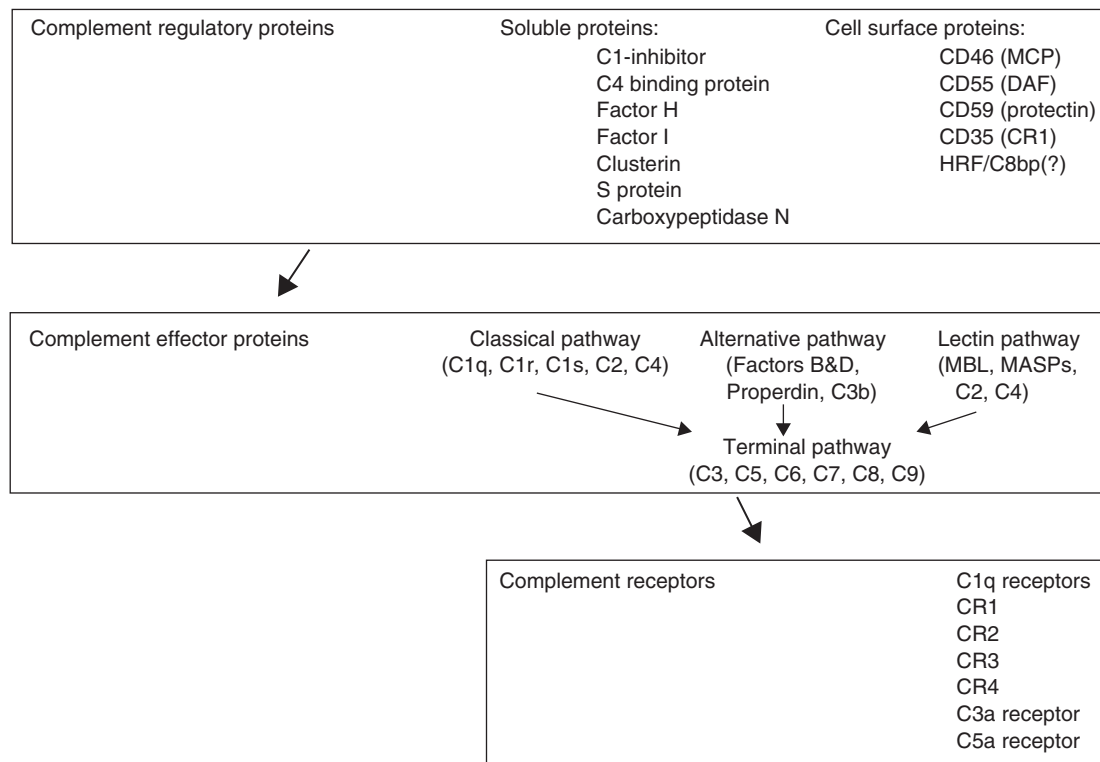 Complement regulatory proteins
Soluble proteins:
C1-inhibitor
C4 binding protein
Factor H
Factor I
Clusterin
S protein
Carboxypeptidase N
Cell surface proteins:
CD46 (MCP)
CD55 (DAF)
CD59 (protectin)
CD35 (CR1)
HRF/C8bp(?)
Complement effector proteins
Classical pathway
(C1q, C1r, C1s, C2, C4)
Alternative pathway
(Factors B&D,
Properdin, C3b)
Lectin pathway
(MBL, MASPs,
C2, C4)
Terminal pathway
(C3, C5, C6, C7, C8, C9)
Complement receptors
C1q receptors
CR1
CR2
CR3
CR4
C3a receptor
C5a receptor